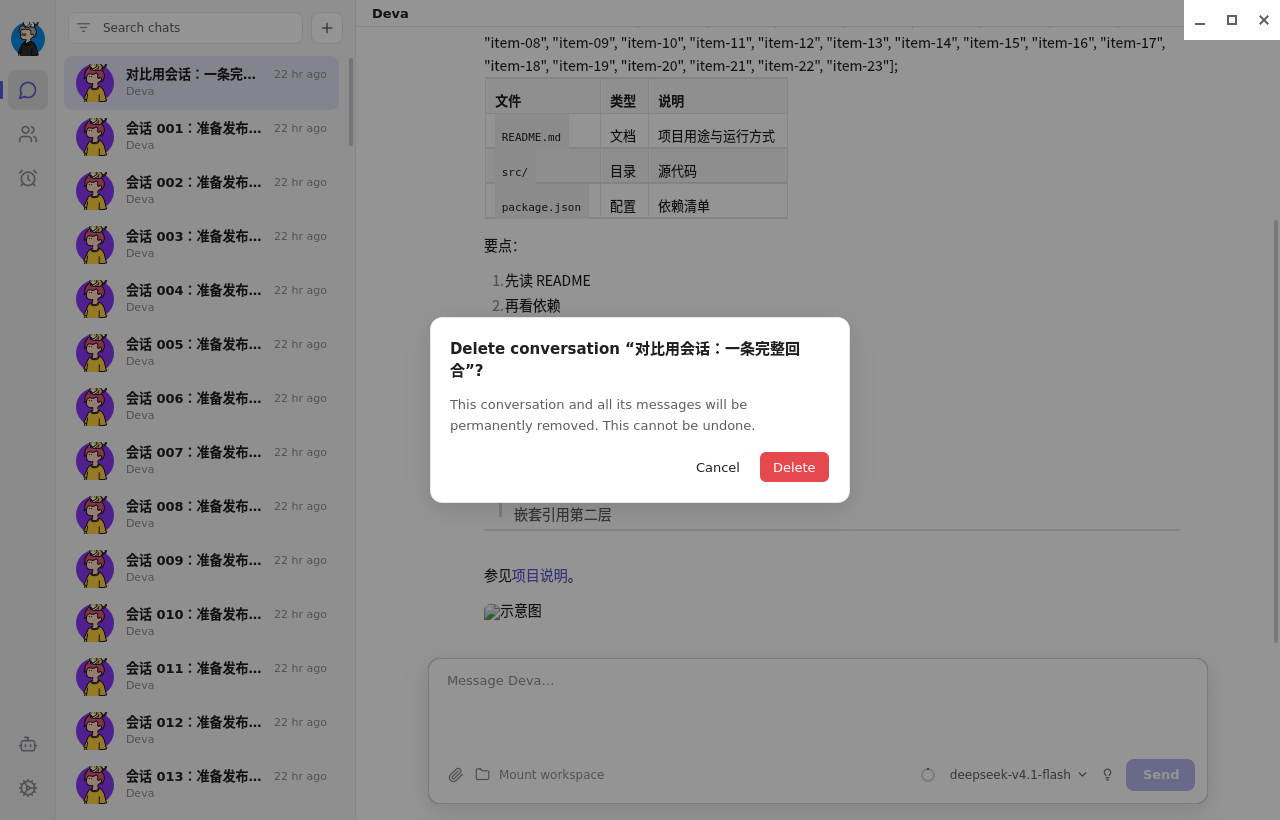 Search chats
对比用会话：一条完...
22 hr ago
Deva
会话 001：准备发布...
22 hr ago
Deva
会话 002：准备发布...
22 hr ago
Deva
会话 003：准备发布...
22 hr ago
Deva
会话 004：准备发布...
22 hr ago
Deva
会话 005：准备发布...
22 hr ago
Deva
会话 006：准备发布...
22 hr ago
Deva
会话 007：准备发布...
22 hr ago
Deva
会话 008：准备发布...
22 hr ago
Deva
会话 009：准备发布...
22 hr ago
Deva
会话 010：准备发布...
22 hr ago
Deva
会话 011：准备发布...
22 hr ago
Deva
会话 012：准备发布...
22 hr ago
Deva
会话 013：准备发布...
22 hr ago
Deva
Deva
"item-08", "item-09", "item-10", "item-11", "item-12", "item-13", "item-14", "item-15", "item-16", "item-17",
"item-18", "item-19", "item-20", "item-21", "item-22", "item-23"];
文件 类型 说明
README.md 文档 项目用途与运行方式
src/ 目录 源代码
package.json 配置 依赖清单
要点：
1. 先读 README
2. 再看依赖
Delete conversation “对比用会话：一条完整回
合”?
This conversation and all its messages will be
permanently removed. This cannot be undone.
Cancel Delete
嵌套引用第二层
参见项目说明。
示意图
Message Deva...
Mount workspace
deepseek-v4.1-flash
Send